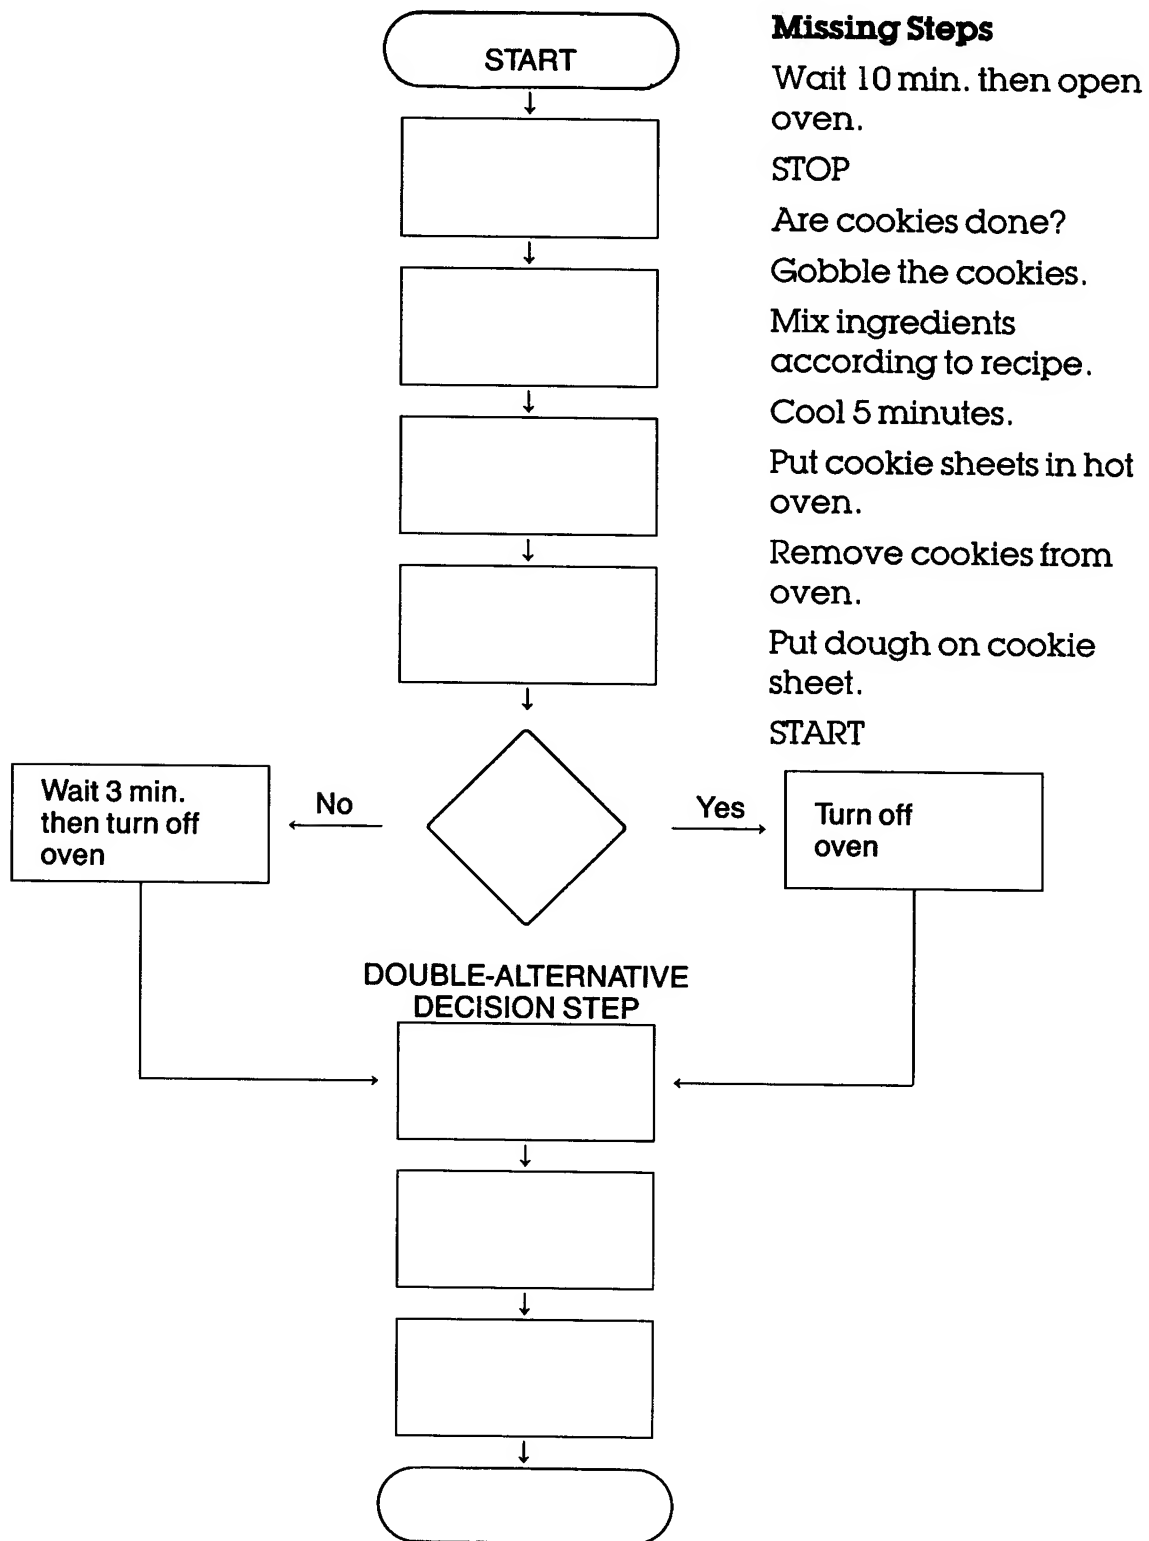 START
Missing Steps
Wait 10 min. then open
oven.
STOP
Are cookies done?
Gobble the cookies.
Mix ingredients
according to recipe.
Cool 5 minutes.
Put cookie sheets in hot
oven.
Remove cookies from
oven.
Put dough on cookie
sheet.
START
Wait 3 min.
then turn off
oven
No
Yes
Turn off
oven
DOUBLE-ALTERNATIVE
DECISION STEP